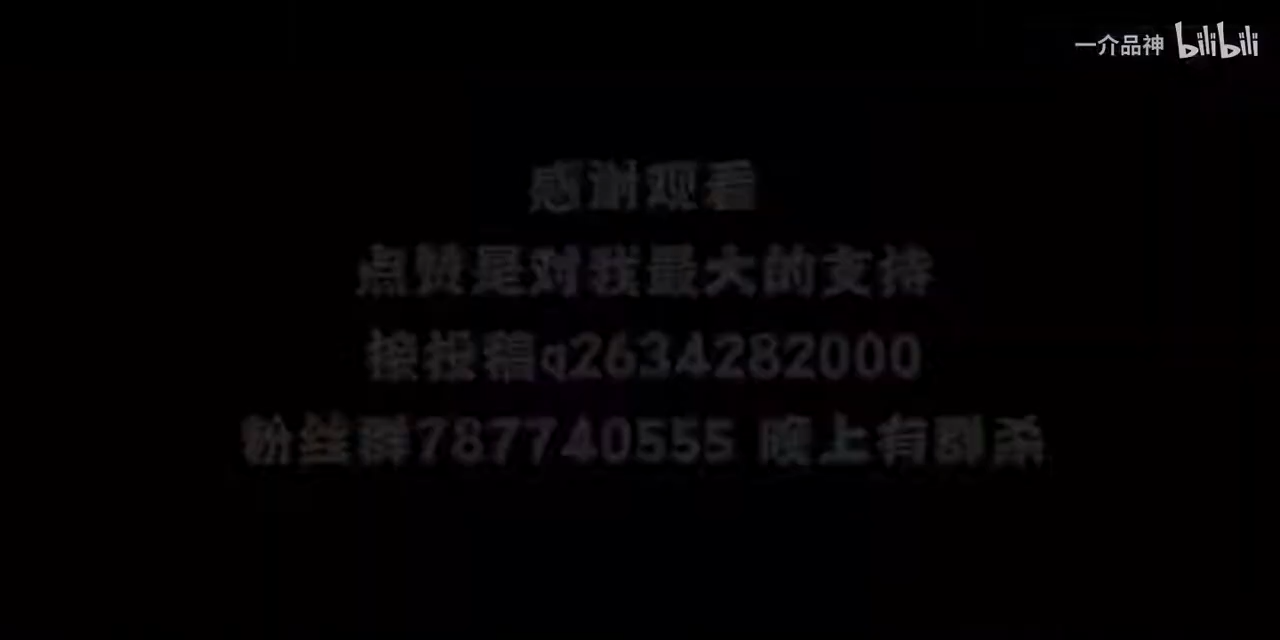 一介品神 bilibili
感谢观看
点赞是对我最大的支持
接投稿q2634282000
粉丝群787740555 晚上有群杀